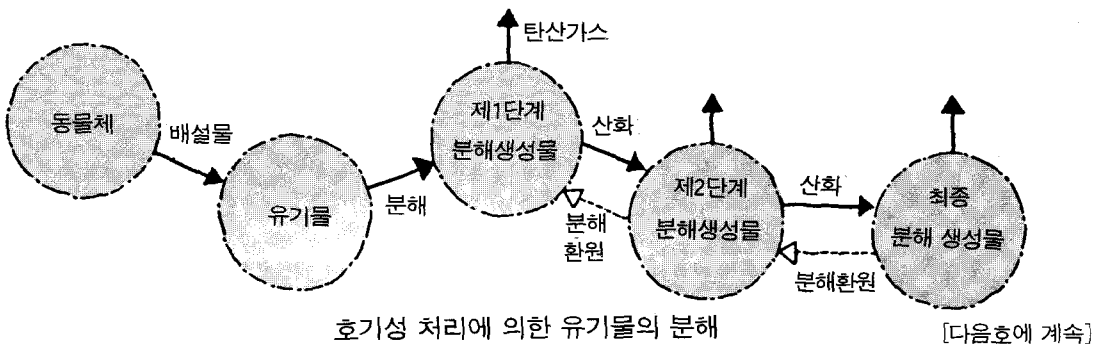 탄산가스
동물체
배설물
유기물
분해
제1단계
분해생성물
산화
분해
환원
제2단계
분해생성물
산화
분해환원
최종
분해 생성물
호기성 처리에 의한 유기물의 분해
[다음호에 계속]